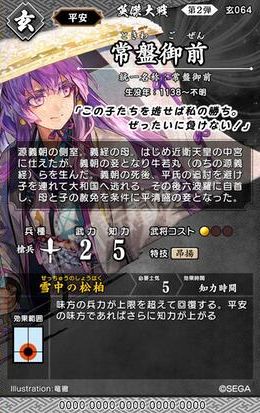 玄
平安
英傑大戦
第2弾
玄064
ときわ ご ぜん
常盤御前
統一名称:常盤御前
生没年:1138～不明
「この子たちを逃せば私の勝ち。
ぜったいに負けない!」
源義朝の側室。義経の母。はじめ近衛天皇の中宮
に仕えたが、義朝の妾となり牛若丸(のちの源義
経)らを生んだ。義朝の死後、平氏の追討を避け
子を連れて大和国へ逃れる。その後六波羅に自首
し、母と子の赦免を条件に平清盛の妾となった。
兵種 武力 知力 武将コスト
槍兵 2 5 特技 昂揚
せっちゅうのしょうはく
雪中の松柏
必要士気 5
効果時間 知力時間
効果範囲
味方の兵力が上限を超えて回復する。平安
の味方であればさらに知力が上がる
Illustration:竜徹
©SEGA
0000-0000-0000-0000-0000